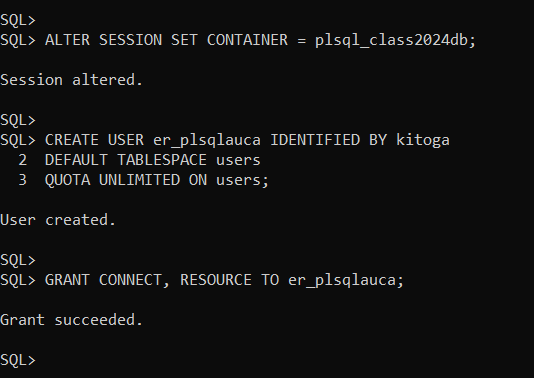 SQL>
SQL> ALTER SESSION SET CONTAINER = plsql_class2024db;
Session altered.
SQL>
SQL> CREATE USER er_plsqlauca IDENTIFIED BY kitoga
  2  DEFAULT TABLESPACE users
  3  QUOTA UNLIMITED ON users;
User created.
SQL>
SQL> GRANT CONNECT, RESOURCE TO er_plsqlauca;
Grant succeeded.
SQL>